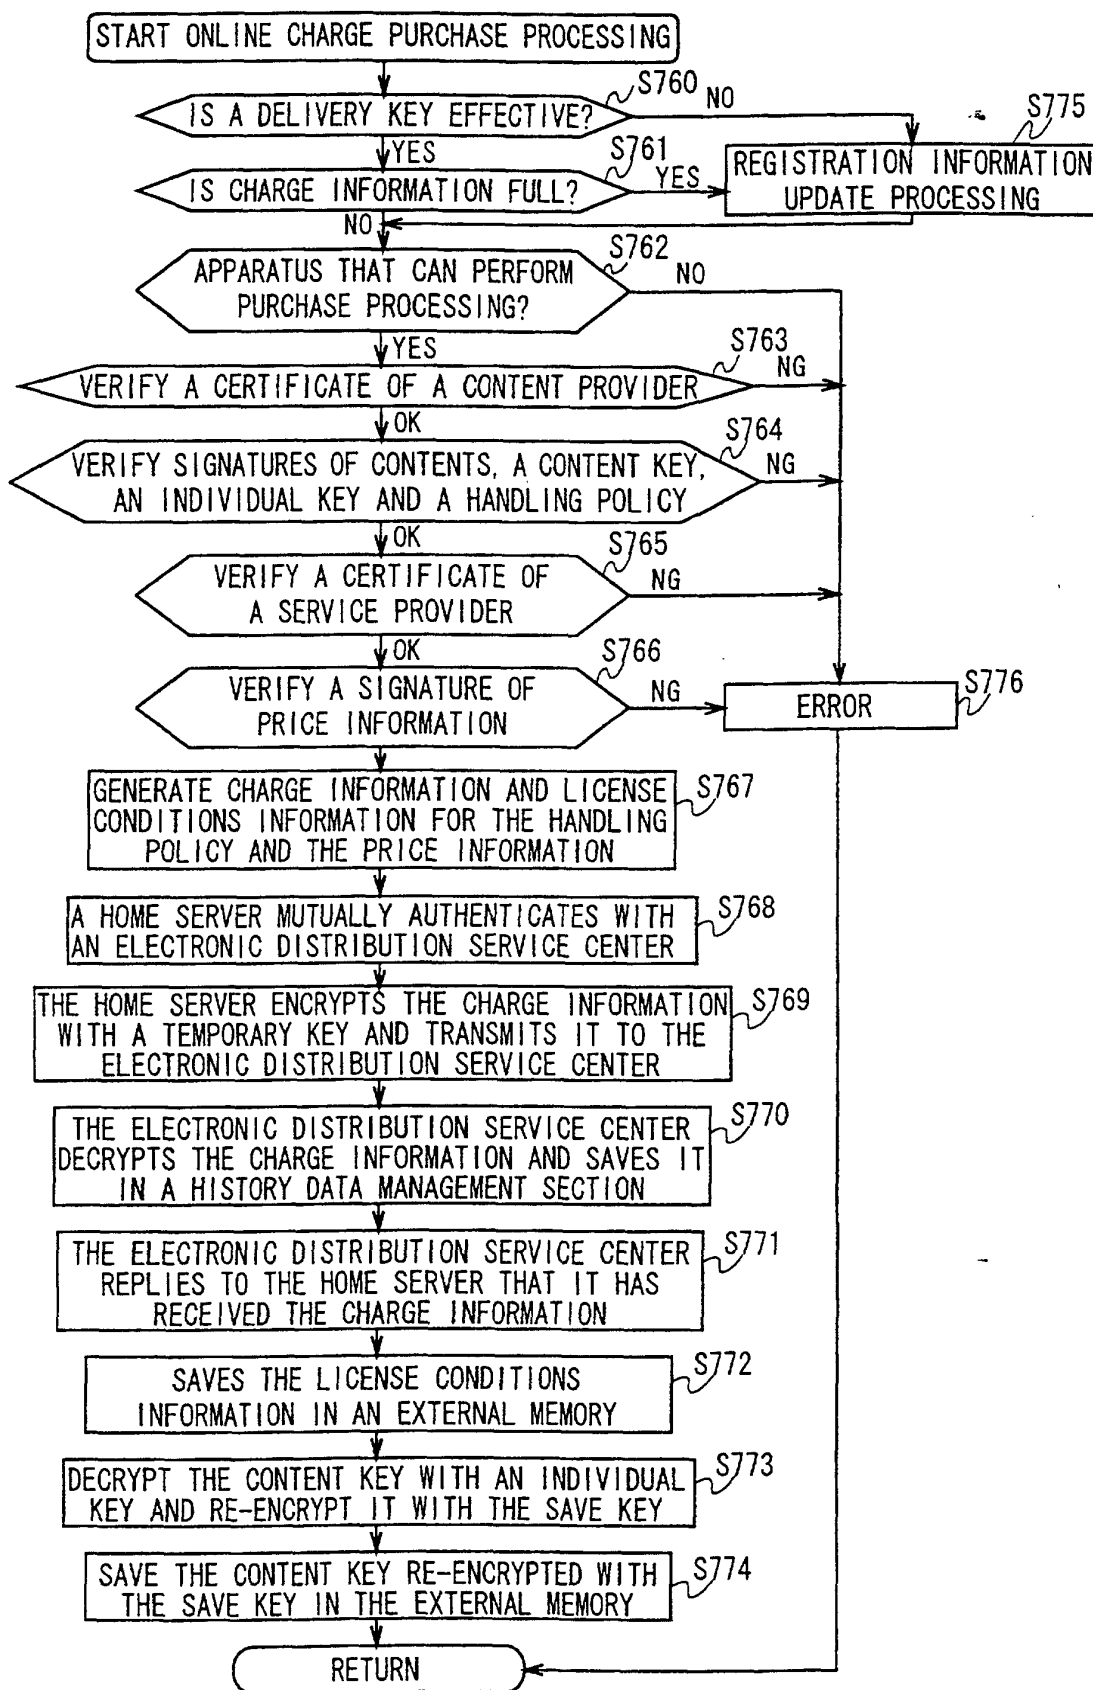 START ONLINE CHARGE PURCHASE PROCESSING
S760
IS A DELIVERY KEY EFFECTIVE?
NO
S775
YES
S761
REGISTRATION INFORMATION
UPDATE PROCESSING
IS CHARGE INFORMATION FULL?
YES
NO
S762
APPARATUS THAT CAN PERFORM
PURCHASE PROCESSING?
NO
YES
S763
VERIFY A CERTIFICATE OF A CONTENT PROVIDER
NG
OK
S764
VERIFY SIGNATURES OF CONTENTS, A CONTENT KEY,
AN INDIVIDUAL KEY AND A HANDLING POLICY
NG
OK
S765
VERIFY A CERTIFICATE OF
A SERVICE PROVIDER
NG
OK
S766
VERIFY A SIGNATURE OF
PRICE INFORMATION
NG
S776
ERROR
S767
GENERATE CHARGE INFORMATION AND LICENSE
CONDITIONS INFORMATION FOR THE HANDLING
POLICY AND THE PRICE INFORMATION
S768
A HOME SERVER MUTUALLY AUTHENTICATES WITH
AN ELECTRONIC DISTRIBUTION SERVICE CENTER
S769
THE HOME SERVER ENCRYPTS THE CHARGE INFORMATION
WITH A TEMPORARY KEY AND TRANSMITS IT TO THE
ELECTRONIC DISTRIBUTION SERVICE CENTER
S770
THE ELECTRONIC DISTRIBUTION SERVICE CENTER
DECRYPTS THE CHARGE INFORMATION AND SAVES IT
IN A HISTORY DATA MANAGEMENT SECTION
S771
THE ELECTRONIC DISTRIBUTION SERVICE CENTER
REPLIES TO THE HOME SERVER THAT IT HAS
RECEIVED THE CHARGE INFORMATION
S772
SAVES THE LICENSE CONDITIONS
INFORMATION IN AN EXTERNAL MEMORY
S773
DECRYPT THE CONTENT KEY WITH AN INDIVIDUAL
KEY AND RE-ENCRYPT IT WITH THE SAVE KEY
S774
SAVE THE CONTENT KEY RE-ENCRYPTED WITH
THE SAVE KEY IN THE EXTERNAL MEMORY
RETURN